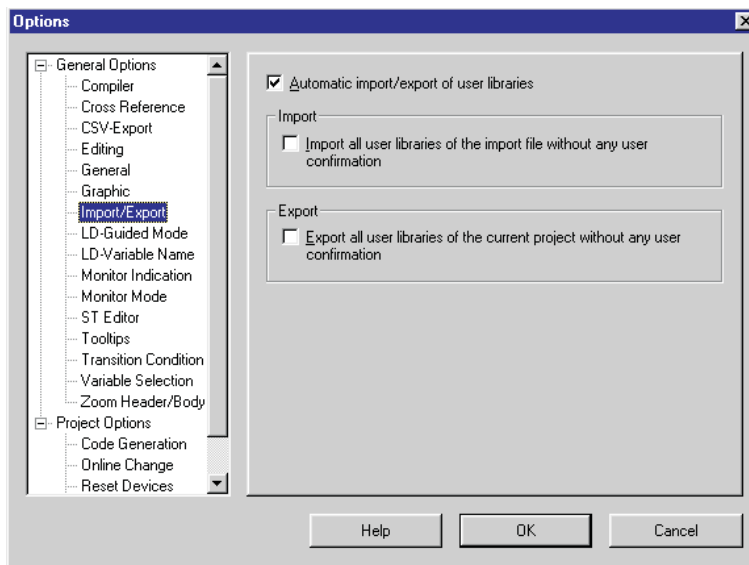 Options
General Options
Compiler
Cross Reference
CSV-Export
Editing
General
Graphic
Import/Export
LD-Guided Mode
LD-Variable Name
Monitor Indication
Monitor Mode
ST Editor
Tooltips
Transition Condition
Variable Selection
Zoom Header/Body
Project Options
Code Generation
Online Change
Reset Devices
Automatic import/export of user libraries
Import
Import all user libraries of the import file without any user
confirmation
Export
Export all user libraries of the current project without any user
confirmation
Help
OK
Cancel